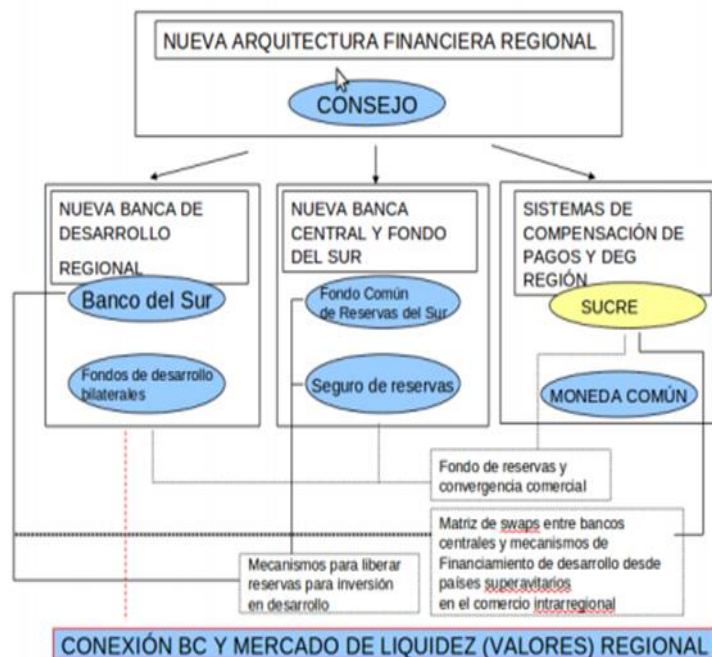 NUEVA ARQUITECTURA FINANCIERA REGIONAL
CONSEJO
NUEVA BANCA DE
DESARROLLO
REGIONAL
Banco del Sur
Fondos de desarrollo
bilaterales
NUEVA BANCA
CENTRAL Y FONDO
DEL SUR
Fondo Común
de Reservas del Sur
Seguro de reservas
SISTEMAS DE
COMPENSACIÓN DE
PAGOS Y DEG
REGIÓN
SUCRE
MONEDA COMÚN
Fondo de reservas y
convergencia comercial
Matriz de swaps entre bancos
centrales y mecanismos de
Financiamiento de desarrollo desde
países superavitarios
en el comercio intrarregional
Mecanismos para liberar
reservas para inversión
en desarrollo
CONEXIÓN BC Y MERCADO DE LIQUIDEZ (VALORES) REGIONAL